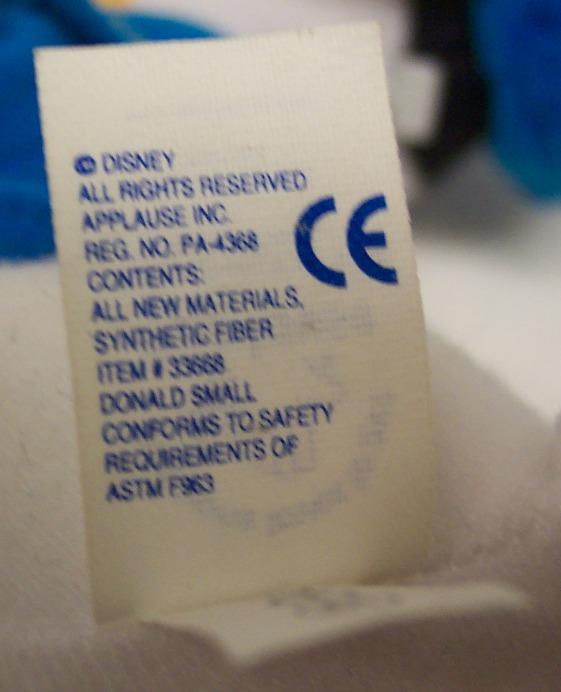 © DISNEY
ALL RIGHTS RESERVED
APPLAUSE INC.
REG. NO. PA-4368
CONTENTS:
ALL NEW MATERIALS,
SYNTHETIC FIBER
ITEM # 33668
DONALD SMALL
CONFORMS TO SAFETY
REQUIREMENTS OF
ASTM F963
CE